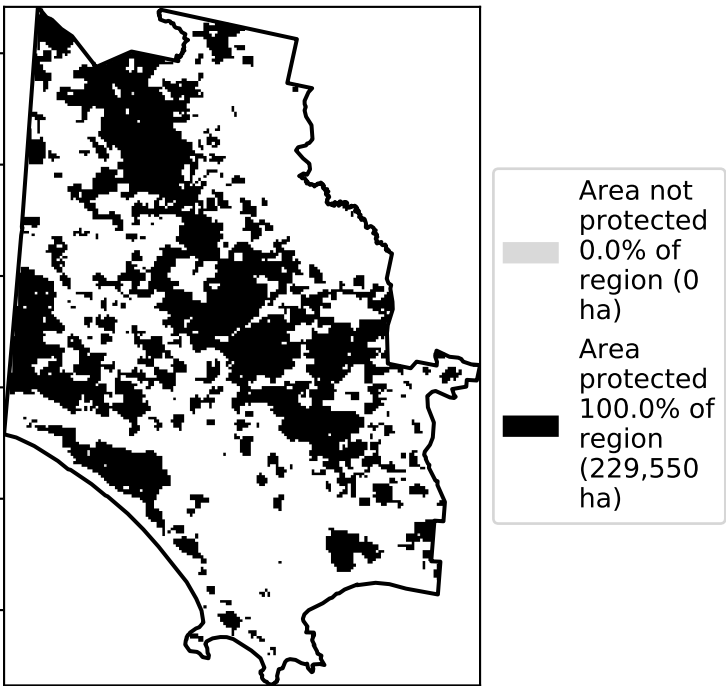 Area not
protected
0.0% of
region (0
ha)
Area
protected
100.0% of
region
(229,550
ha)